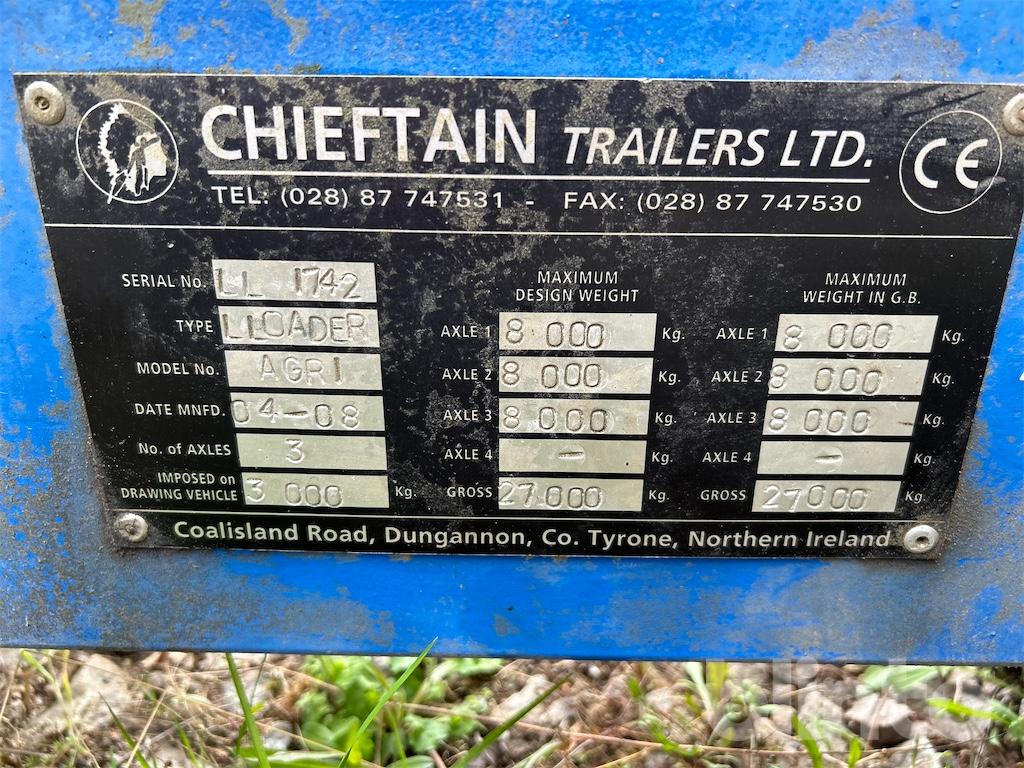 CHIEFTAIN TRAILERS LTD.
CE
TEL: (028) 87 747531 - FAX: (028) 87 747530
SERIAL No. LL 1742
TYPE LLOADER
MODEL No. AGRI
DATE MNFD. 04-08
No. of AXLES 3
IMPOSED on
DRAWING VEHICLE 3 000 Kg.
MAXIMUM
DESIGN WEIGHT
AXLE 1 8 000 Kg.
AXLE 2 8 000 Kg.
AXLE 3 8 000 Kg.
AXLE 4 - Kg.
GROSS 27.000 Kg.
MAXIMUM
WEIGHT IN G.B.
AXLE 1 8 000 Kg.
AXLE 2 8 000 Kg.
AXLE 3 8 000 Kg.
AXLE 4 - Kg.
GROSS 27000 Kg.
Coalisland Road, Dungannon, Co. Tyrone, Northern Ireland